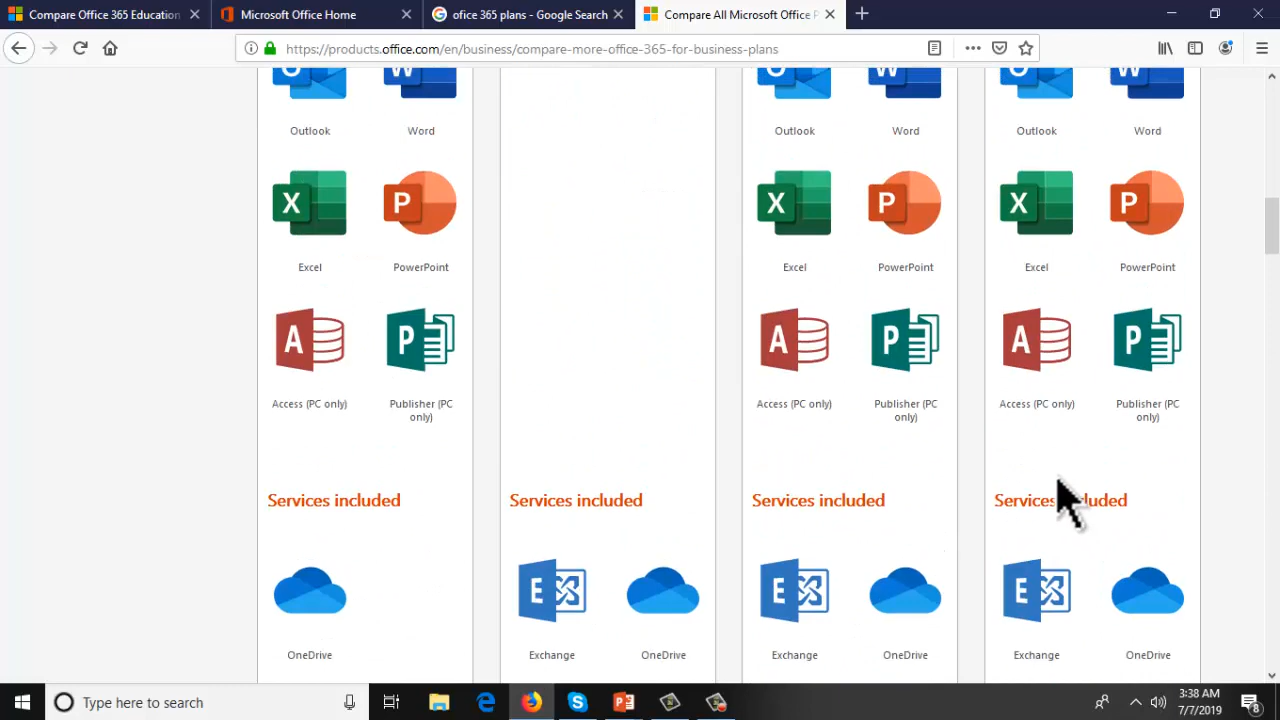 Compare Office 365 Education
Microsoft Office Home
ofice 365 plans - Google Search
Compare All Microsoft Office P
https://products.office.com/en/business/compare-more-office-365-for-business-plans
Outlook Word Outlook Word Outlook Word
Excel PowerPoint Excel PowerPoint Excel PowerPoint
Access (PC only) Publisher (PC only) Access (PC only) Publisher (PC only) Access (PC only) Publisher (PC only)
Services included Services included Services included Services included
OneDrive Exchange OneDrive Exchange OneDrive Exchange OneDrive
Type here to search
3:38 AM
7/7/2019
8